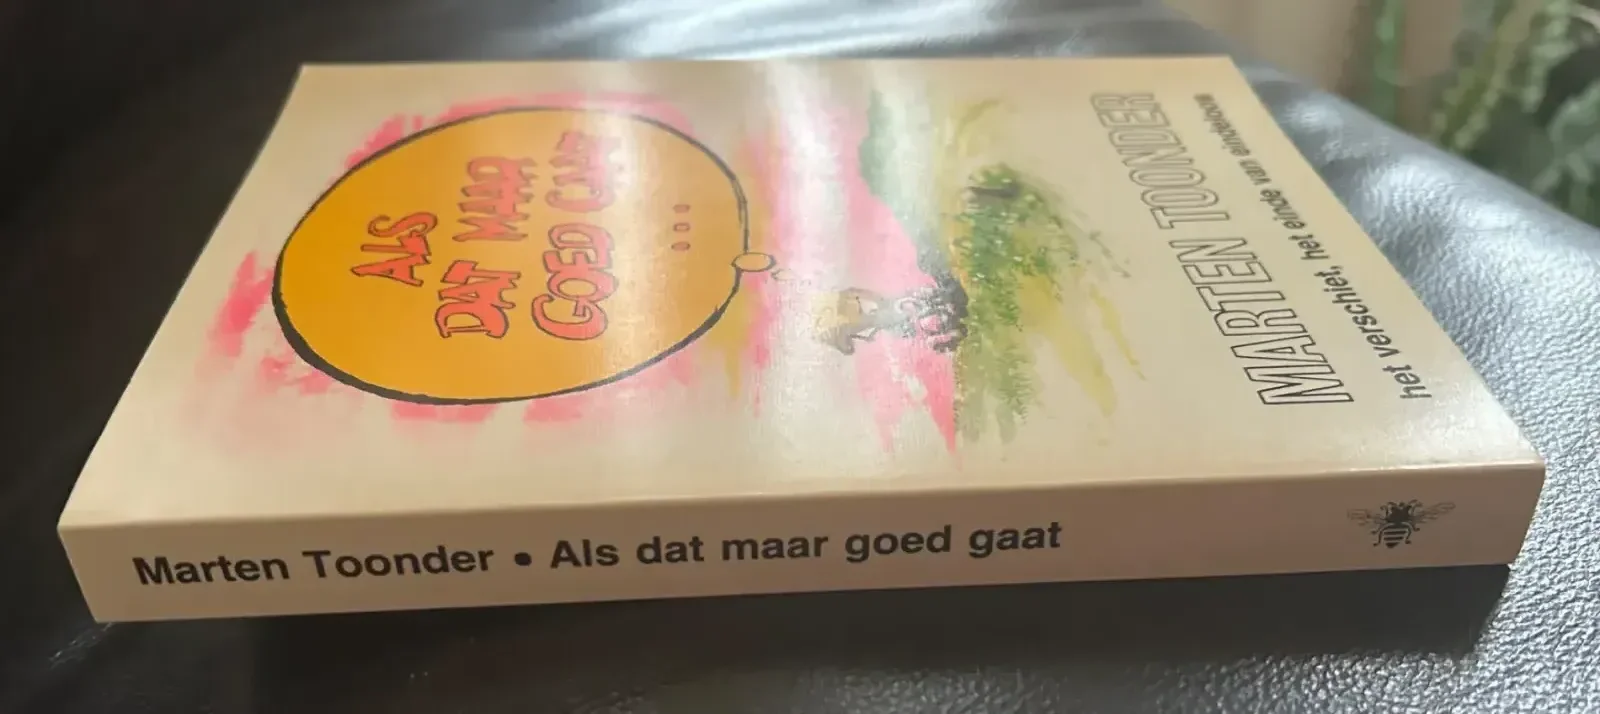 ALS
DAT MAAR
GOED GAAT
...
MARTEN TOONDER
het verschiet, het einde van eindeloos
Marten Toonder • Als dat maar goed gaat